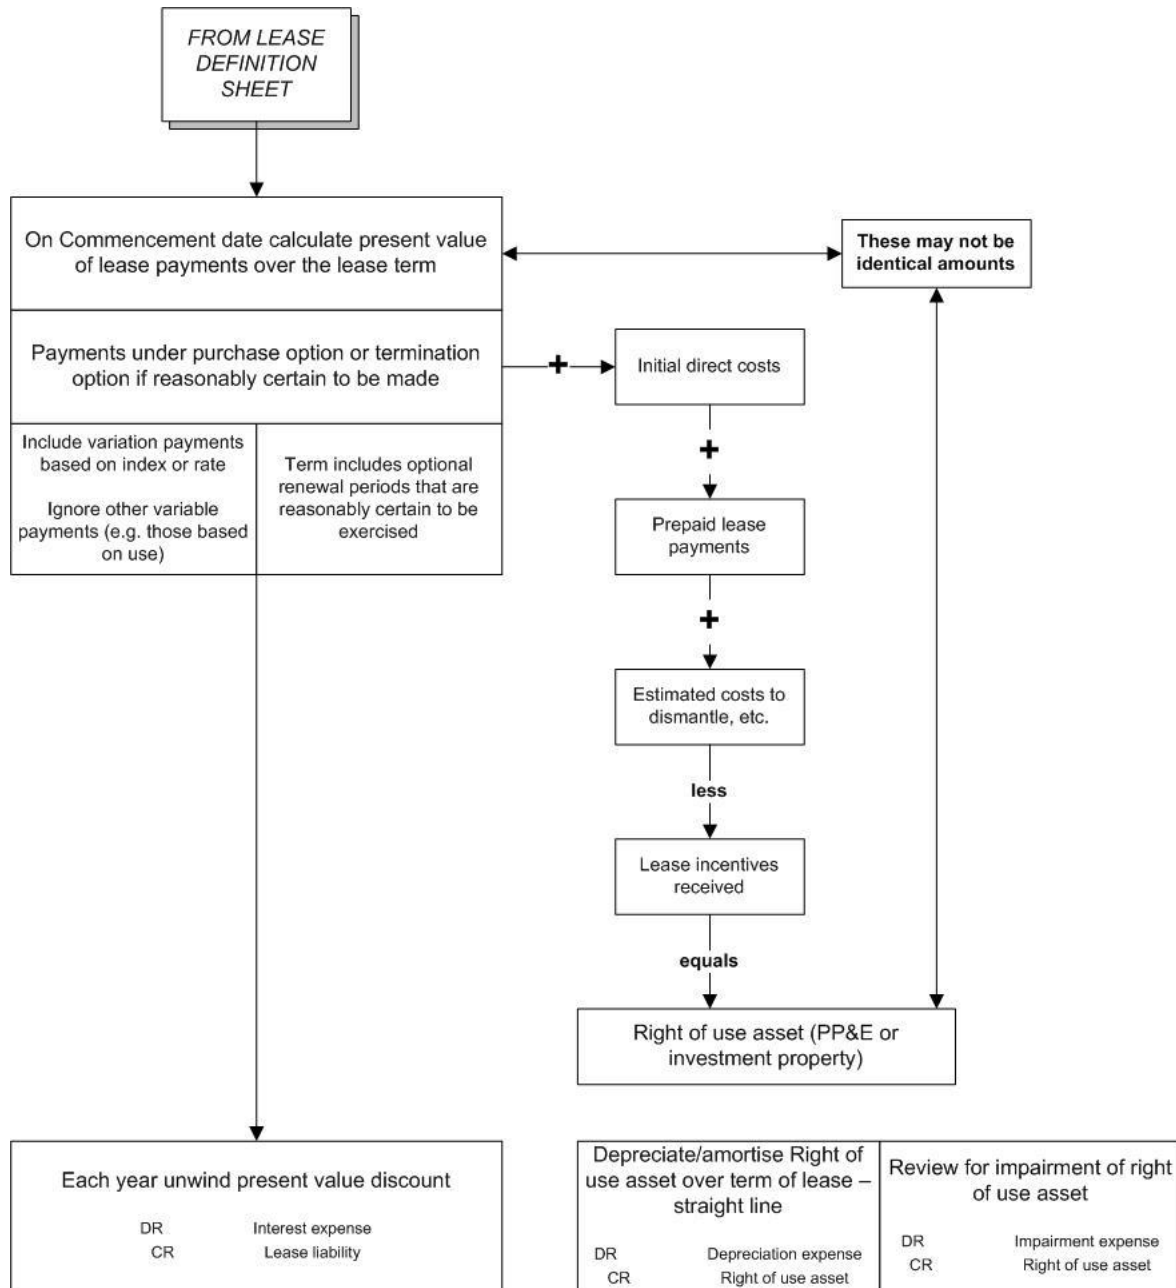 FROM LEASE
DEFINITION
SHEET
On Commencement date calculate present value
of lease payments over the lease term
These may not be
identical amounts
Payments under purchase option or termination
option if reasonably certain to be made
+
Initial direct costs
Include variation payments
based on index or rate
Ignore other variable
payments (e.g. those based
on use)
Term includes optional
renewal periods that are
reasonably certain to be
exercised
+
Prepaid lease
payments
+
Estimated costs to
dismantle, etc.
less
Lease incentives
received
equals
Right of use asset (PP&E or
investment property)
Each year unwind present value discount
DR Interest expense
CR Lease liability
Depreciate/amortise Right of
use asset over term of lease –
straight line
DR Depreciation expense
CR Right of use asset
Review for impairment of right
of use asset
DR Impairment expense
CR Right of use asset